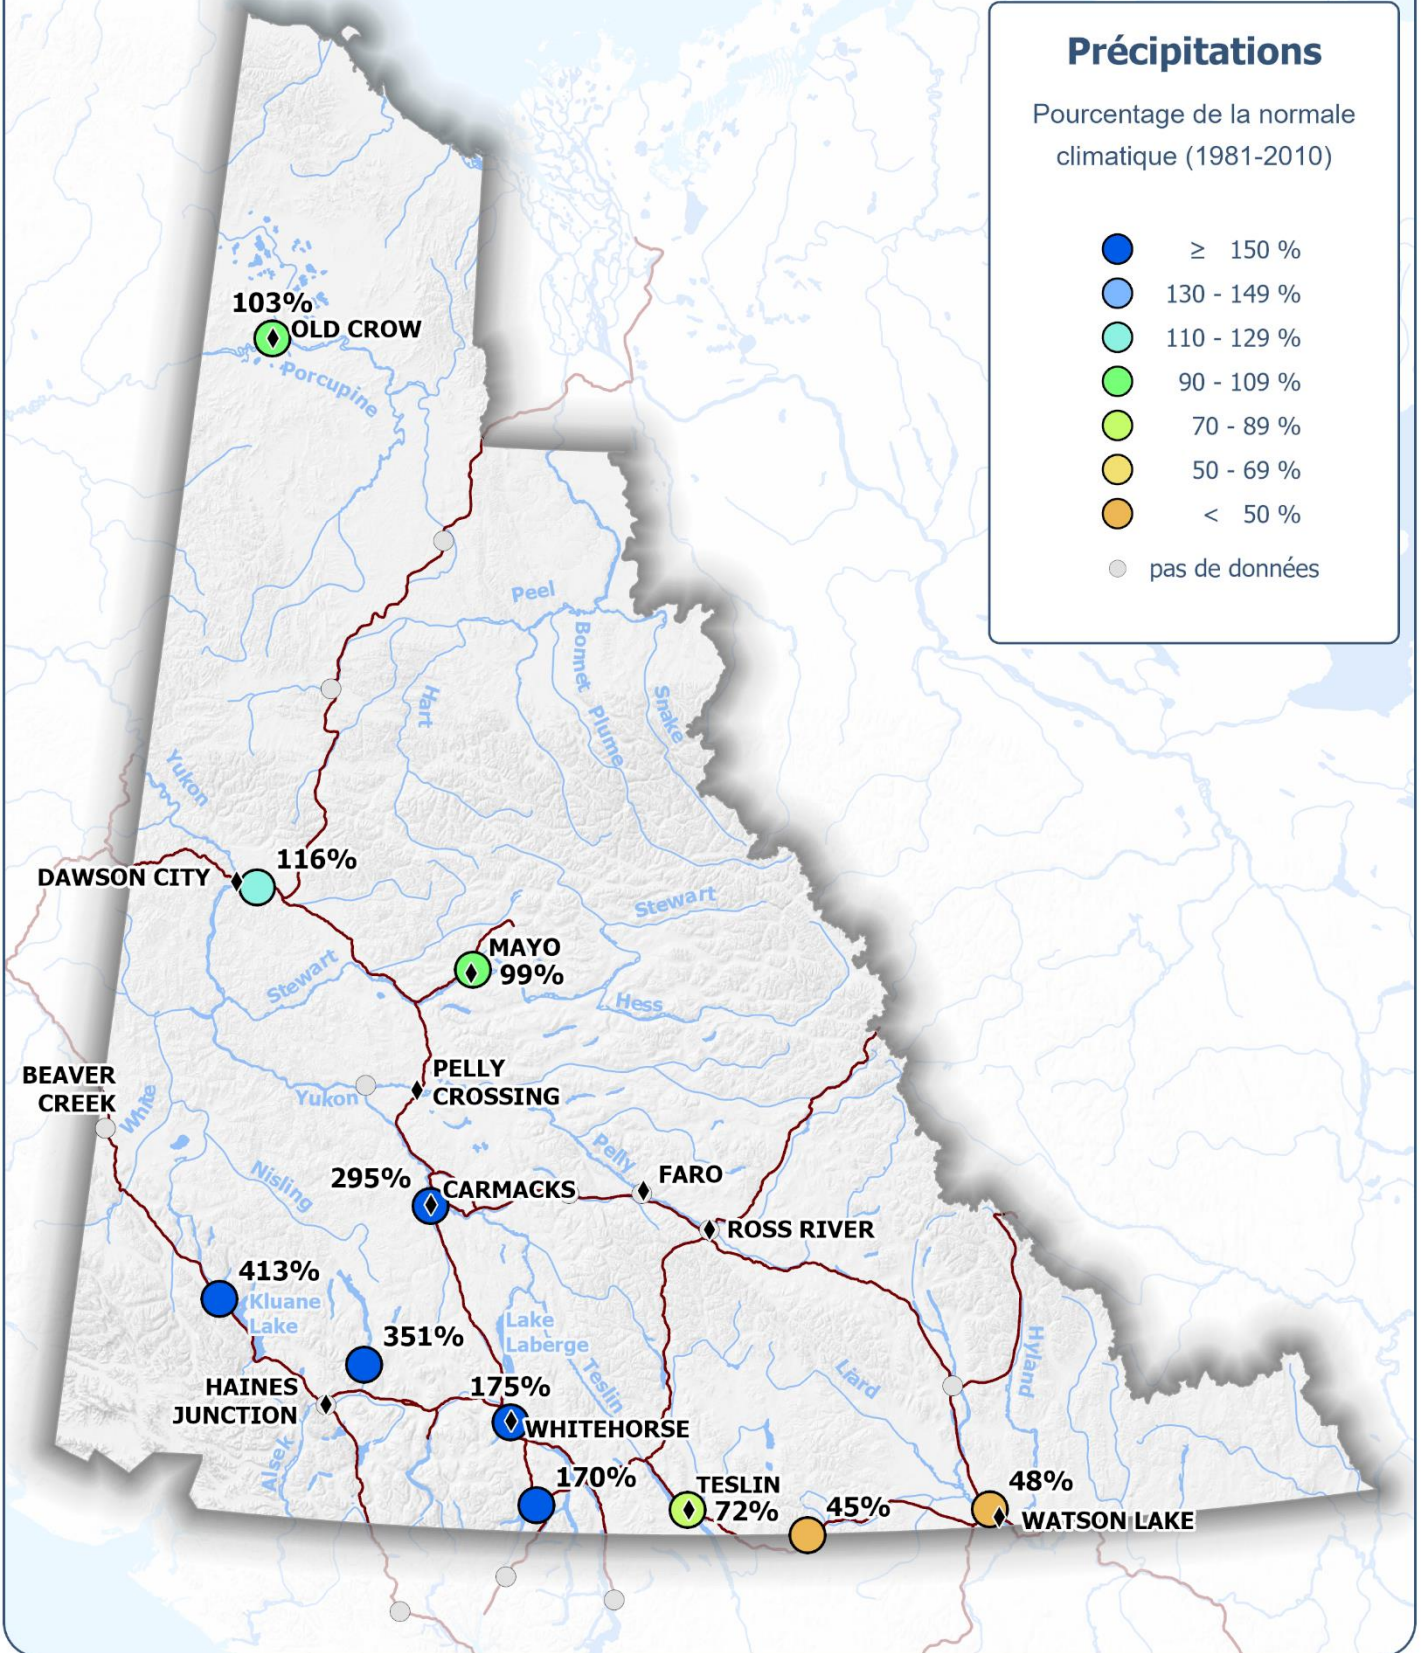 Précipitations
Pourcentage de la normale
climatique (1981-2010)
≥ 150 %
130 - 149 %
110 - 129 %
90 - 109 %
70 - 89 %
50 - 69 %
< 50 %
pas de données
103%
OLD CROW
Porcupine
Peel
Bonnet Plume
Hart
Snake
Yukon
116%
DAWSON CITY
Stewart
MAYO
99%
Stewart
Hess
BEAVER
CREEK
White
PELLY
CROSSING
Yukon
Pelly
Nisling
295%
CARMACKS
FARO
ROSS RIVER
413%
Kluane
Lake
351%
Lake
Laberge
Teslin
Liard
Hyland
HAINES
JUNCTION
175%
WHITEHORSE
Alsek
170%
TESLIN
72%
45%
48%
WATSON LAKE